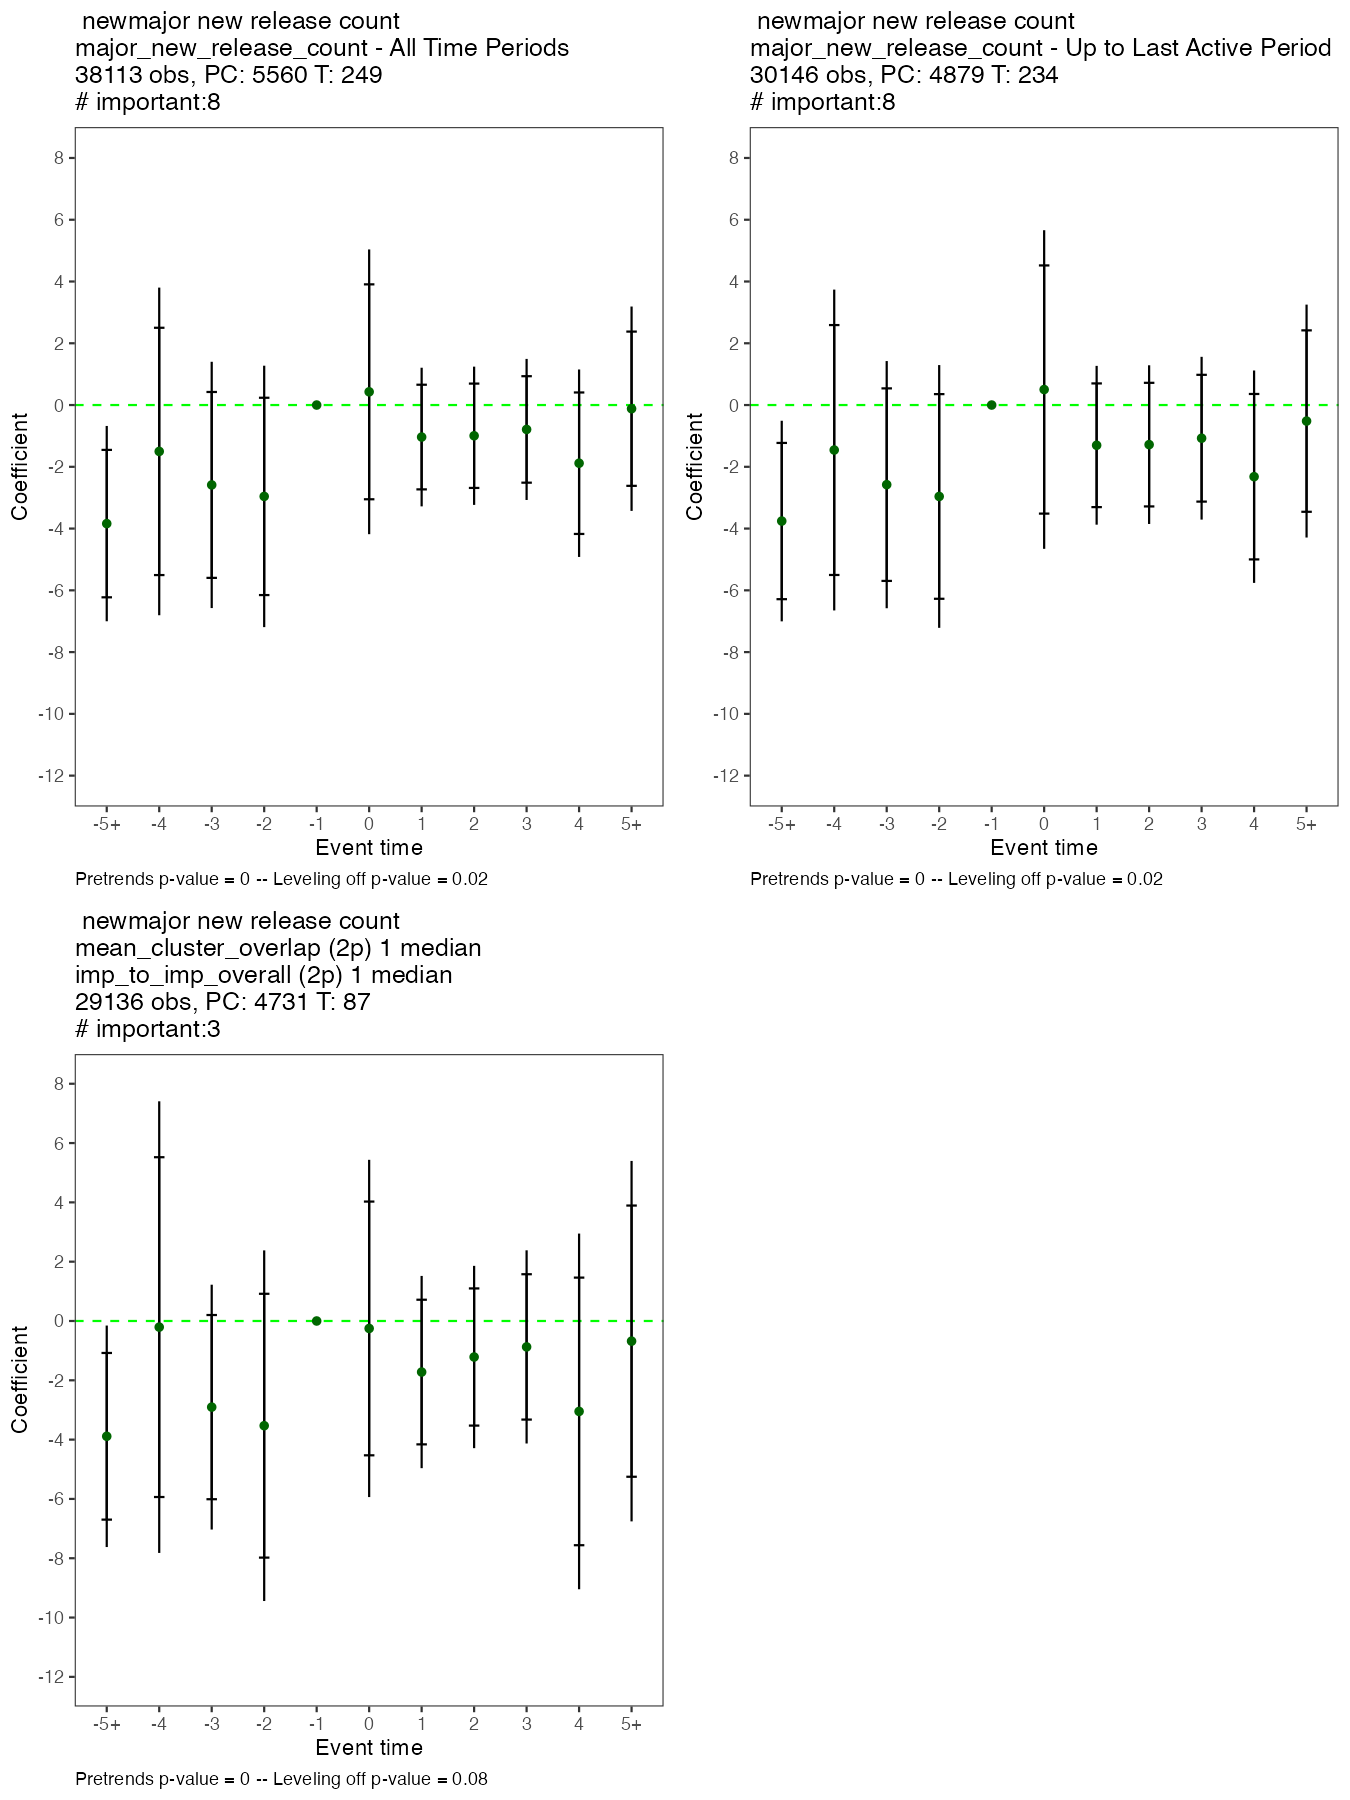 newmajor new release count
major_new_release_count - All Time Periods
38113 obs, PC: 5560 T: 249
# important:8
8
6
4
2
0
-2
-4
-6
-8
-10
-12
Coefficient
-5+ -4 -3 -2 -1 0 1 2 3 4 5+
Event time
Pretrends p-value = 0 -- Leveling off p-value = 0.02
newmajor new release count
major_new_release_count - Up to Last Active Period
30146 obs, PC: 4879 T: 234
# important:8
8
6
4
2
0
-2
-4
-6
-8
-10
-12
Coefficient
-5+ -4 -3 -2 -1 0 1 2 3 4 5+
Event time
Pretrends p-value = 0 -- Leveling off p-value = 0.02
newmajor new release count
mean_cluster_overlap (2p) 1 median
imp_to_imp_overall (2p) 1 median
29136 obs, PC: 4731 T: 87
# important:3
8
6
4
2
0
-2
-4
-6
-8
-10
-12
Coefficient
-5+ -4 -3 -2 -1 0 1 2 3 4 5+
Event time
Pretrends p-value = 0 -- Leveling off p-value = 0.08